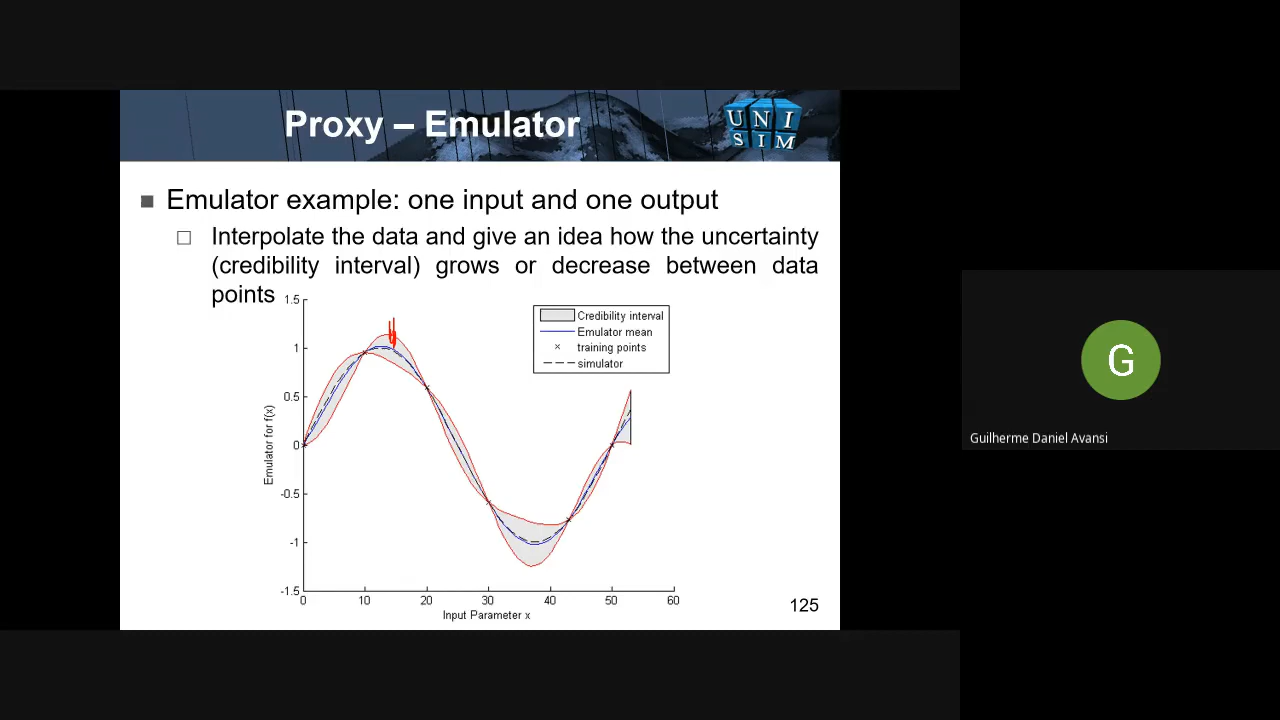 Proxy – Emulator
UNI
SIM
■ Emulator example: one input and one output
□ Interpolate the data and give an idea how the uncertainty
(credibility interval) grows or decrease between data
points
1.5
1
0.5
0
-0.5
-1
-1.5
Emulator for f(x)
Credibility interval
Emulator mean
× training points
simulator
0 10 20 30 40 50 60
Input Parameter x
125
G
Guilherme Daniel Avansi